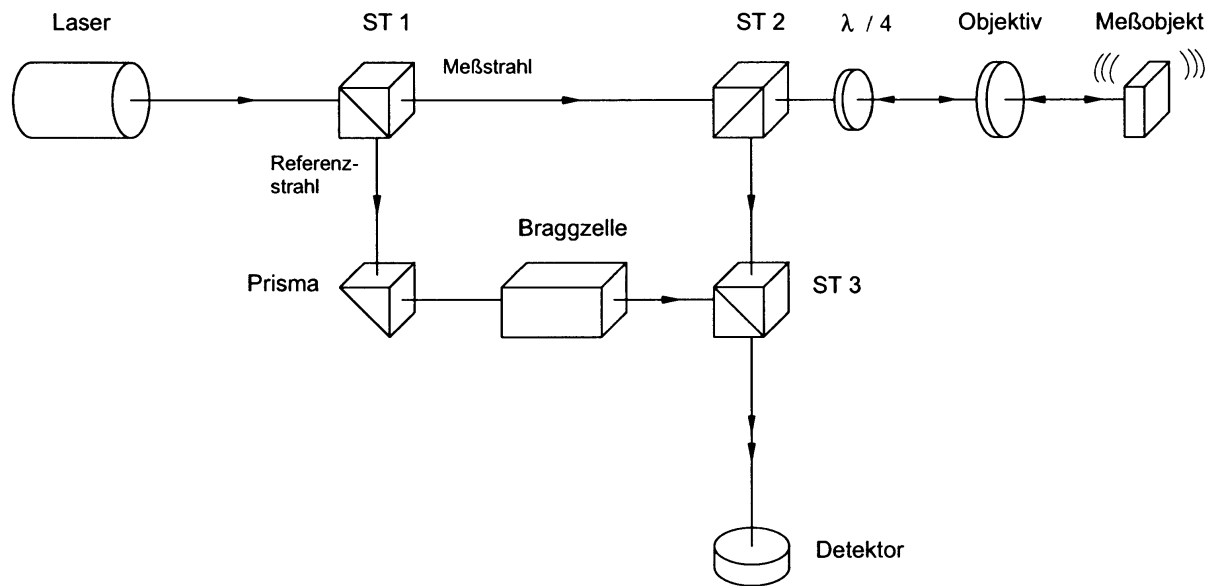 Laser
ST 1
ST 2
λ / 4
Objektiv
Meßobjekt
Meßstrahl
Referenz-
strahl
Braggzelle
Prisma
ST 3
Detektor